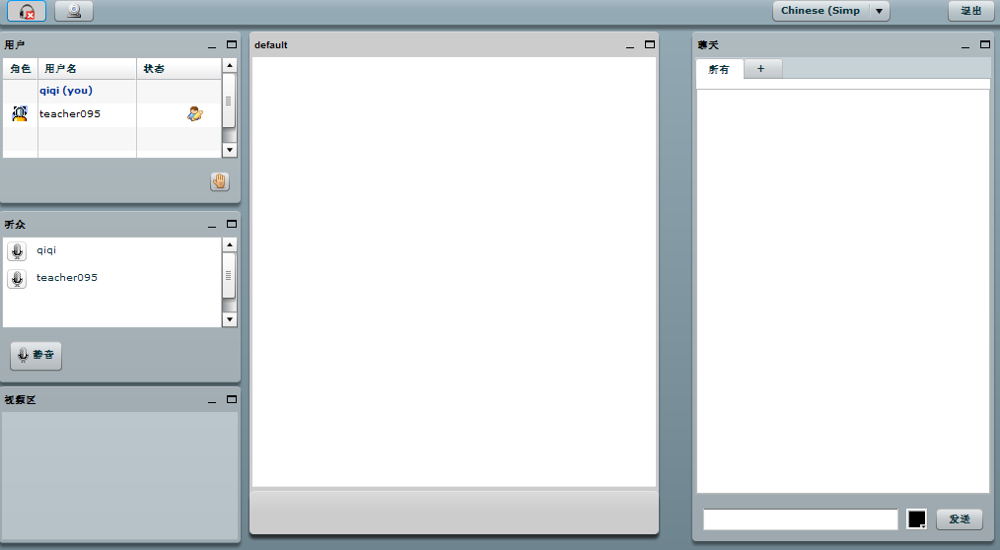 Chinese (Simp
退出
用户
角色 用户名 状态
qiqi (you)
teacher095
听众
qiqi
teacher095
静音
视频区
default
聊天
所有 +
发送